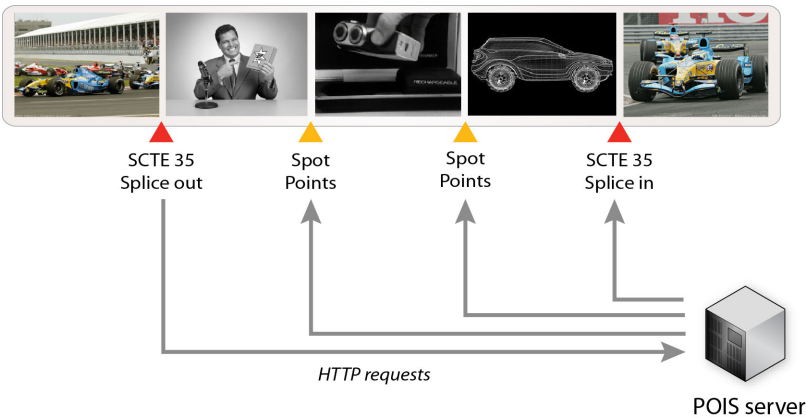 SCTE 35
Splice out
Spot
Points
Spot
Points
SCTE 35
Splice in
HTTP requests
POIS server